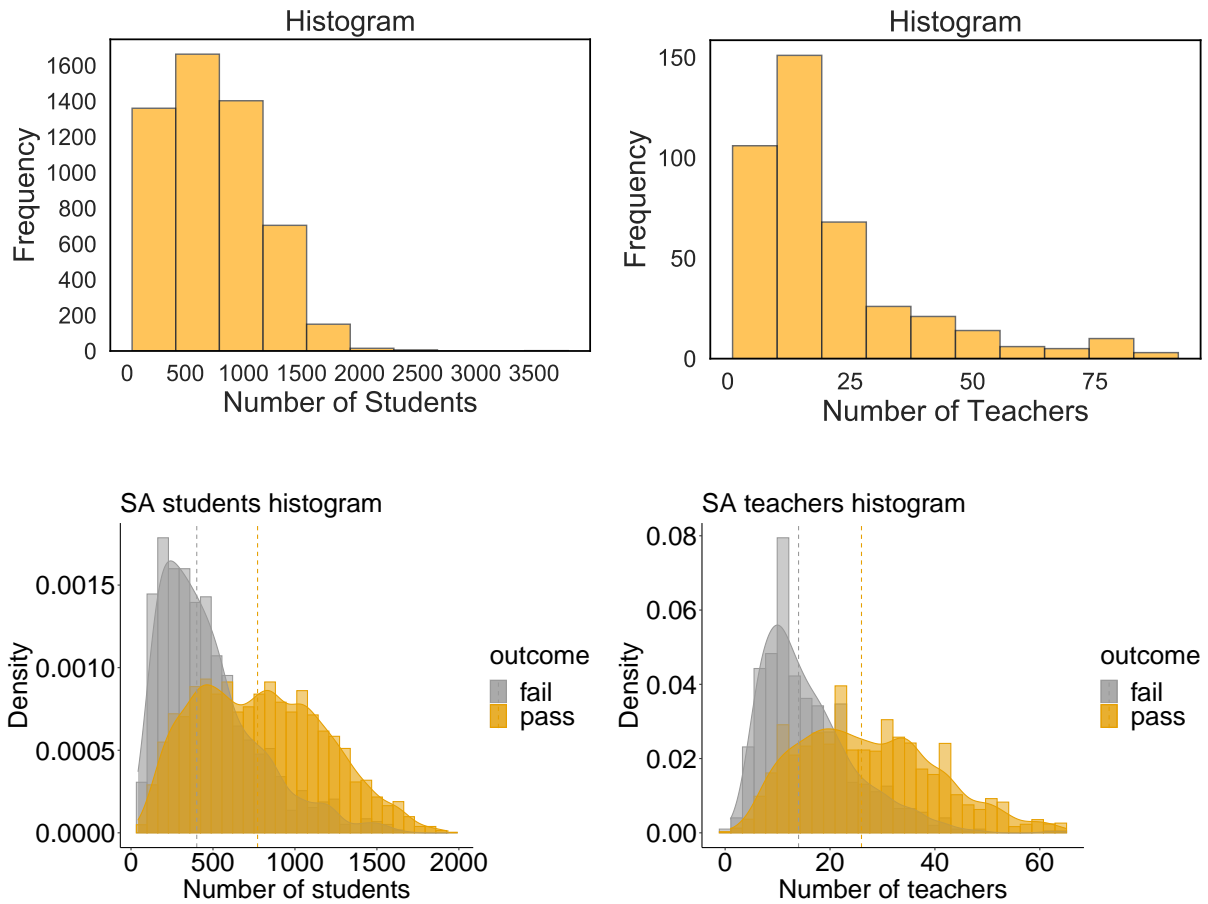 Histogram
1600
1400
1200
1000
800
600
400
200
0
Frequency
0 500 1000 1500 2000 2500 3000 3500
Number of Students
Histogram
150
100
50
0
Frequency
0 25 50 75
Number of Teachers
SA students histogram
0.0015
0.0010
0.0005
0.0000
Density
0 500 1000 1500 2000
Number of students
outcome
fail
pass
SA teachers histogram
0.08
0.06
0.04
0.02
0.00
Density
0 20 40 60
Number of teachers
outcome
fail
pass